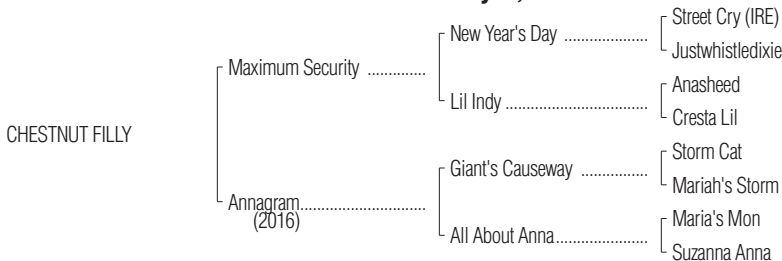 Street Cry (IRE)
New Year's Day ....................
Justwhistledixie
Maximum Security ..............
Anasheed
Lil Indy ..................................
Cresta Lil
CHESTNUT FILLY
Storm Cat
Giant's Causeway ................
Mariah's Storm
Annagram..............................
(2016)
Maria's Mon
All About Anna......................
Suzanna Anna